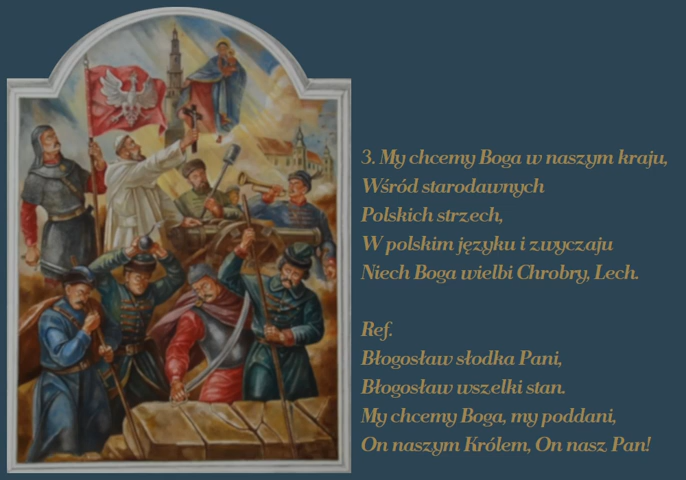 3. My chcemy Boga w naszym kraju,
Wśród starodawnych
Polskich strzech,
W polskim języku i zwyczaju
Niech Boga wielbi Chrobry, Lech.
Ref.
Błogosław słodka Pani,
Błogosław wszelki stan.
My chcemy Boga, my poddani,
On naszym Królem, On nasz Pan!